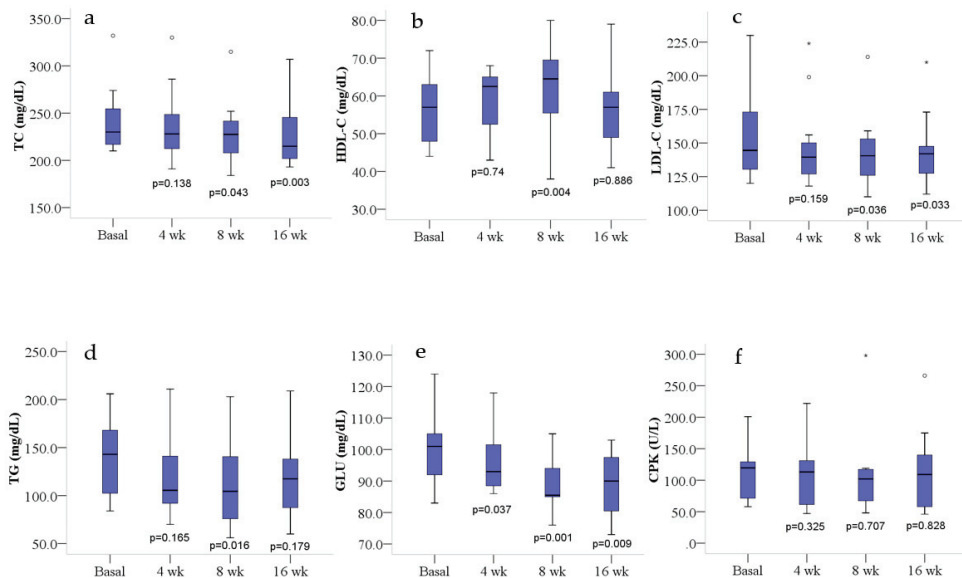 a
TC (mg/dL)
350.0
300.0
250.0
200.0
150.0
p=0.138
p=0.043
p=0.003
Basal 4 wk 8 wk 16 wk
b
HDL-C (mg/dL)
80.0
70.0
60.0
50.0
40.0
30.0
p=0.74
p=0.004
p=0.886
Basal 4 wk 8 wk 16 wk
c
LDL-C (mg/dL)
225.0
200.0
175.0
150.0
125.0
100.0
p=0.159
p=0.036
p=0.033
Basal 4 wk 8 wk 16 wk
d
TG (mg/dL)
250.0
200.0
150.0
100.0
50.0
p=0.165
p=0.016
p=0.179
Basal 4 wk 8 wk 16 wk
e
GLU (mg/dL)
130.0
120.0
110.0
100.0
90.0
80.0
70.0
p=0.037
p=0.001
p=0.009
Basal 4 wk 8 wk 16 wk
f
CPK (U/L)
300.0
250.0
200.0
150.0
100.0
50.0
.0
p=0.325
p=0.707
p=0.828
Basal 4 wk 8 wk 16 wk